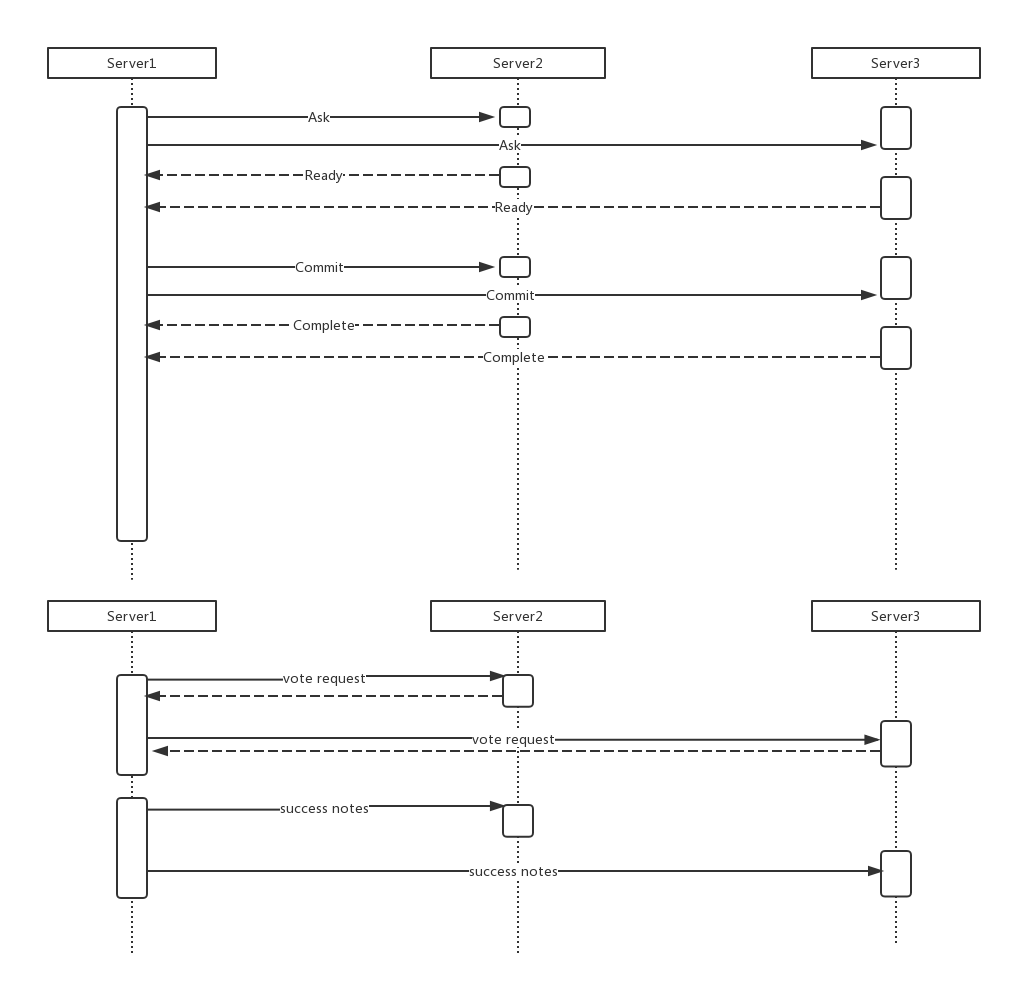 Server1
Server2
Server3
Ask
Ask
Ready
Ready
Commit
Commit
Complete
Complete
Server1
Server2
Server3
vote request
vote request
success notes
success notes